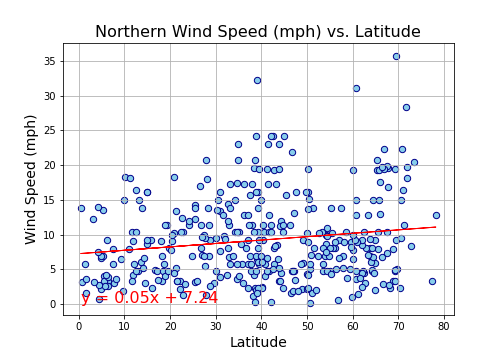 Northern Wind Speed (mph) vs. Latitude
35
30
25
20
15
10
5
0
Wind Speed (mph)
y = 0.05x + 7.24
0 10 20 30 40 50 60 70 80
Latitude